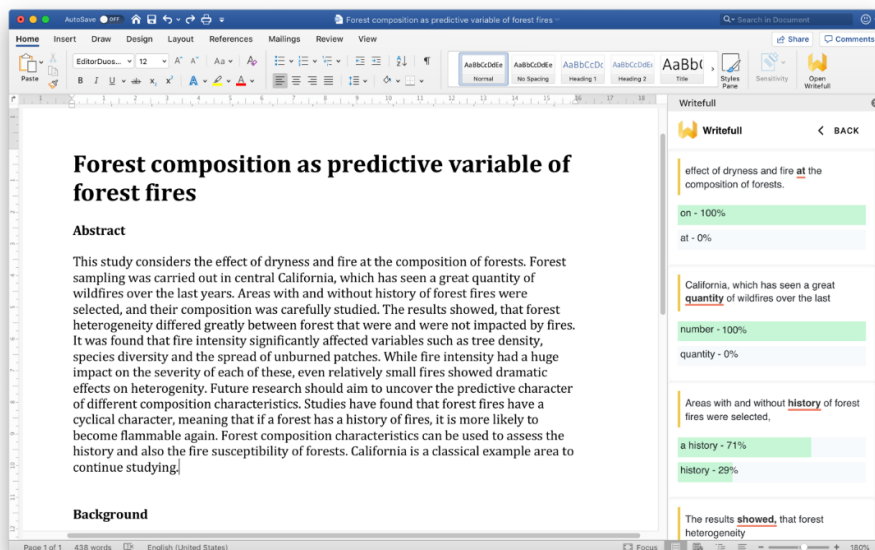 AutoSave OFF
Forest composition as predictive variable of forest fires
Search in Document
Home Insert Draw Design Layout References Mailings Review View
Share Comments
Paste
EditorDuos... 12
Aa
B I U ab x₂ x²
AaBbCcDdEe AaBbCcDdEe AaBbCcDc AaBbCcDdEe AaBb(
Normal No Spacing Heading 1 Heading 2 Title
Styles Pane
Sensitivity
Open Writefull
Writefull
Writefull
BACK
Forest composition as predictive variable of
forest fires
Abstract
This study considers the effect of dryness and fire at the composition of forests. Forest
sampling was carried out in central California, which has seen a great quantity of
wildfires over the last years. Areas with and without history of forest fires were
selected, and their composition was carefully studied. The results showed, that forest
heterogeneity differed greatly between forest that were and were not impacted by fires.
It was found that fire intensity significantly affected variables such as tree density,
species diversity and the spread of unburned patches. While fire intensity had a huge
impact on the severity of each of these, even relatively small fires showed dramatic
effects on heterogenity. Future research should aim to uncover the predictive character
of different composition characteristics. Studies have found that forest fires have a
cyclical character, meaning that if a forest has a history of fires, it is more likely to
become flammable again. Forest composition characteristics can be used to assess the
history and also the fire susceptibility of forests. California is a classical example area to
continue studying.
Background
effect of dryness and fire at the
composition of forests.
on - 100%
at - 0%
California, which has seen a great
quantity of wildfires over the last
number - 100%
quantity - 0%
Areas with and without history of forest
fires were selected,
a history - 71%
history - 29%
The results showed, that forest
heterogeneity
Page 1 of 1 438 words English (United States)
Focus
180%